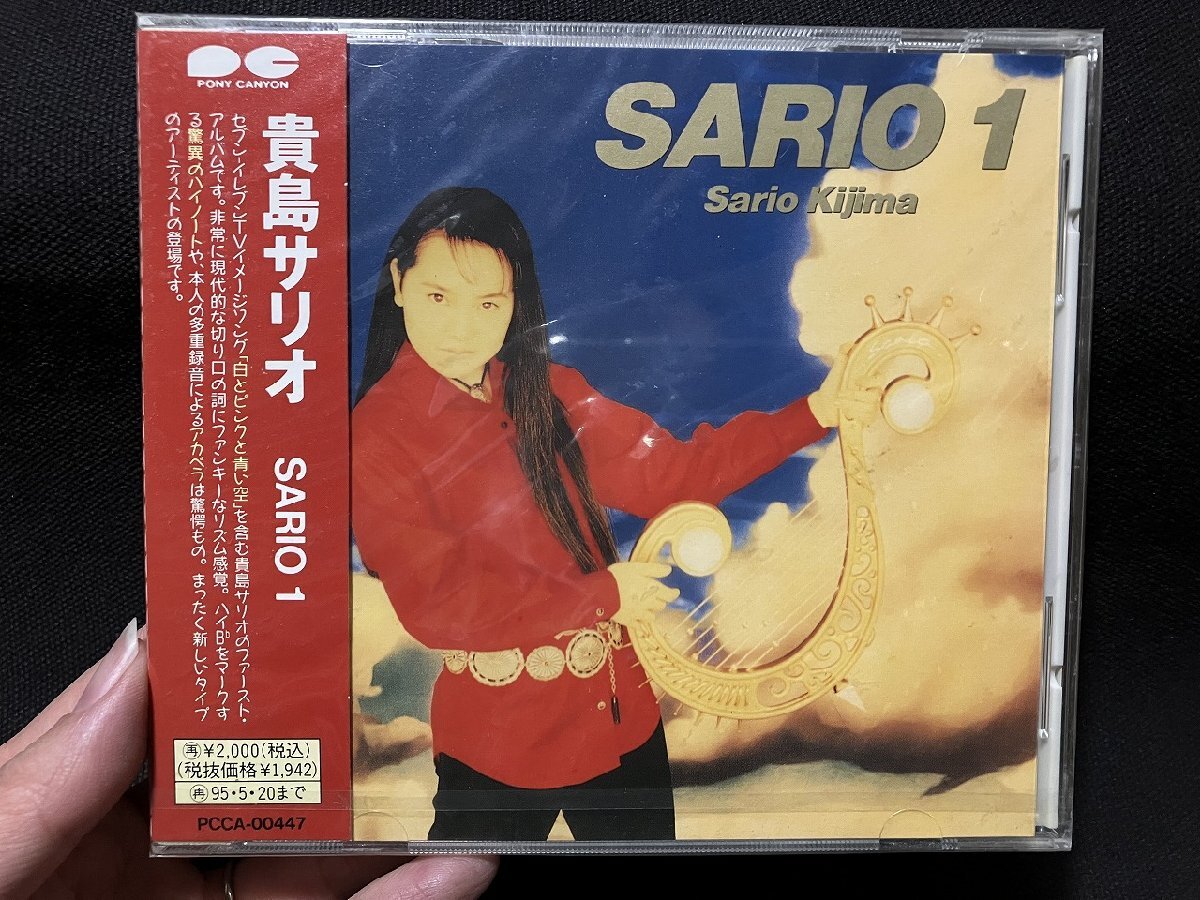 PONY CANYON
貴島サリオ SARIO 1
セブン-イレブンTVイメージソング「白とピンクと青い空」を含む貴島サリオのファースト・
アルバムです。非常に現代的な切り口の詞にファンキーなリズム感覚。ハイB♭をマークす
る驚異のハイノートや、本人の多重録音によるアカペラは驚愕もの。まったく新しいタイプ
のアーティストの登場です。
再¥2,000(税込)
(税抜価格¥1,942)
再95・5・20まで
PCCA-00447
SARIO 1
Sario Kijima